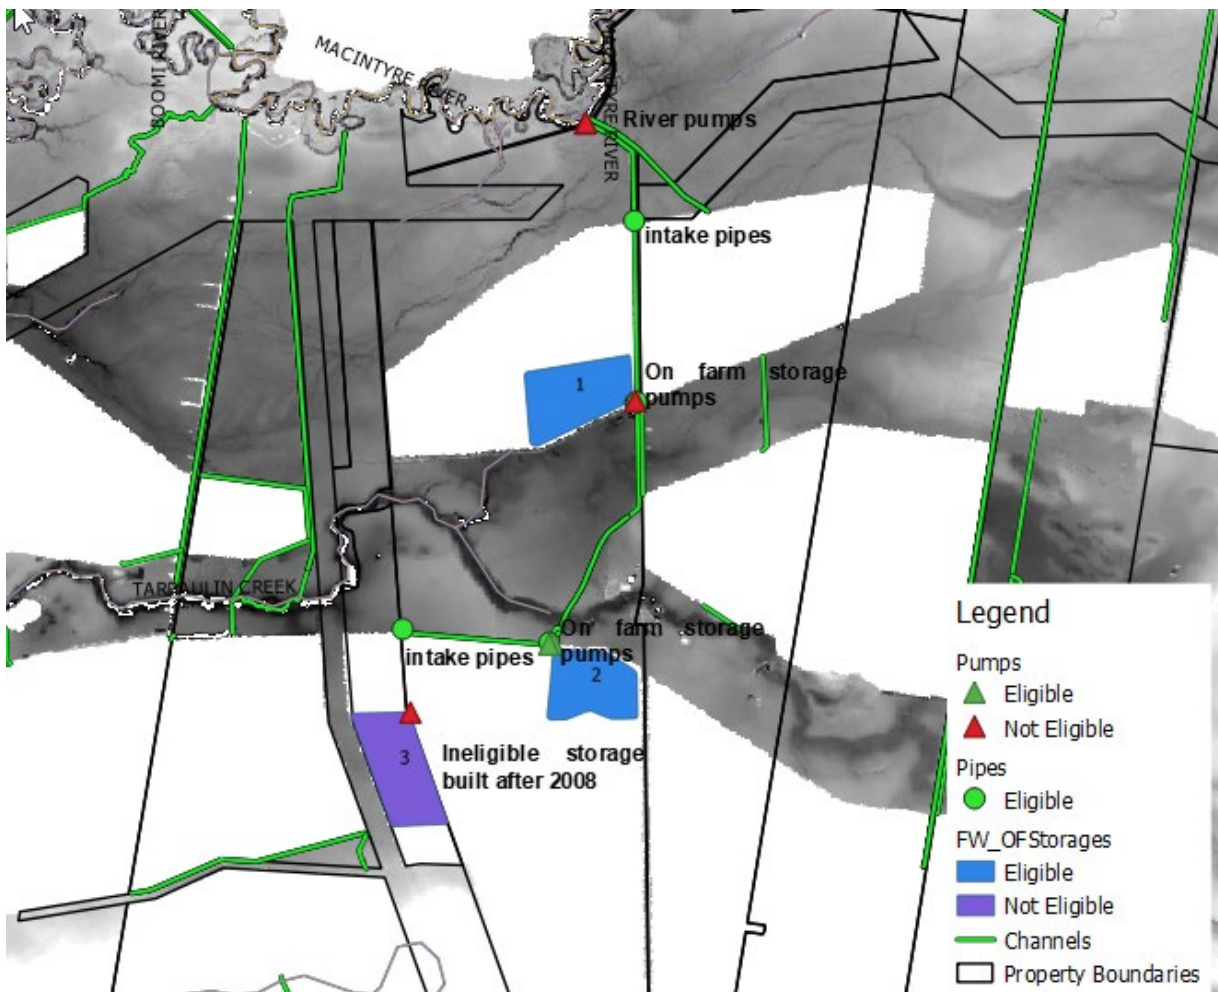 BOOMI RIVER
MACINTYRE RIVER
River pumps
RIVER
intake pipes
1
On farm storage
pumps
TARPAULIN CREEK
On farm storage
intake pipes
pumps
2
3
Ineligible storage
built after 2008
Legend
Pumps
Eligible
Not Eligible
Pipes
Eligible
FW_OFStorages
Eligible
Not Eligible
Channels
Property Boundaries